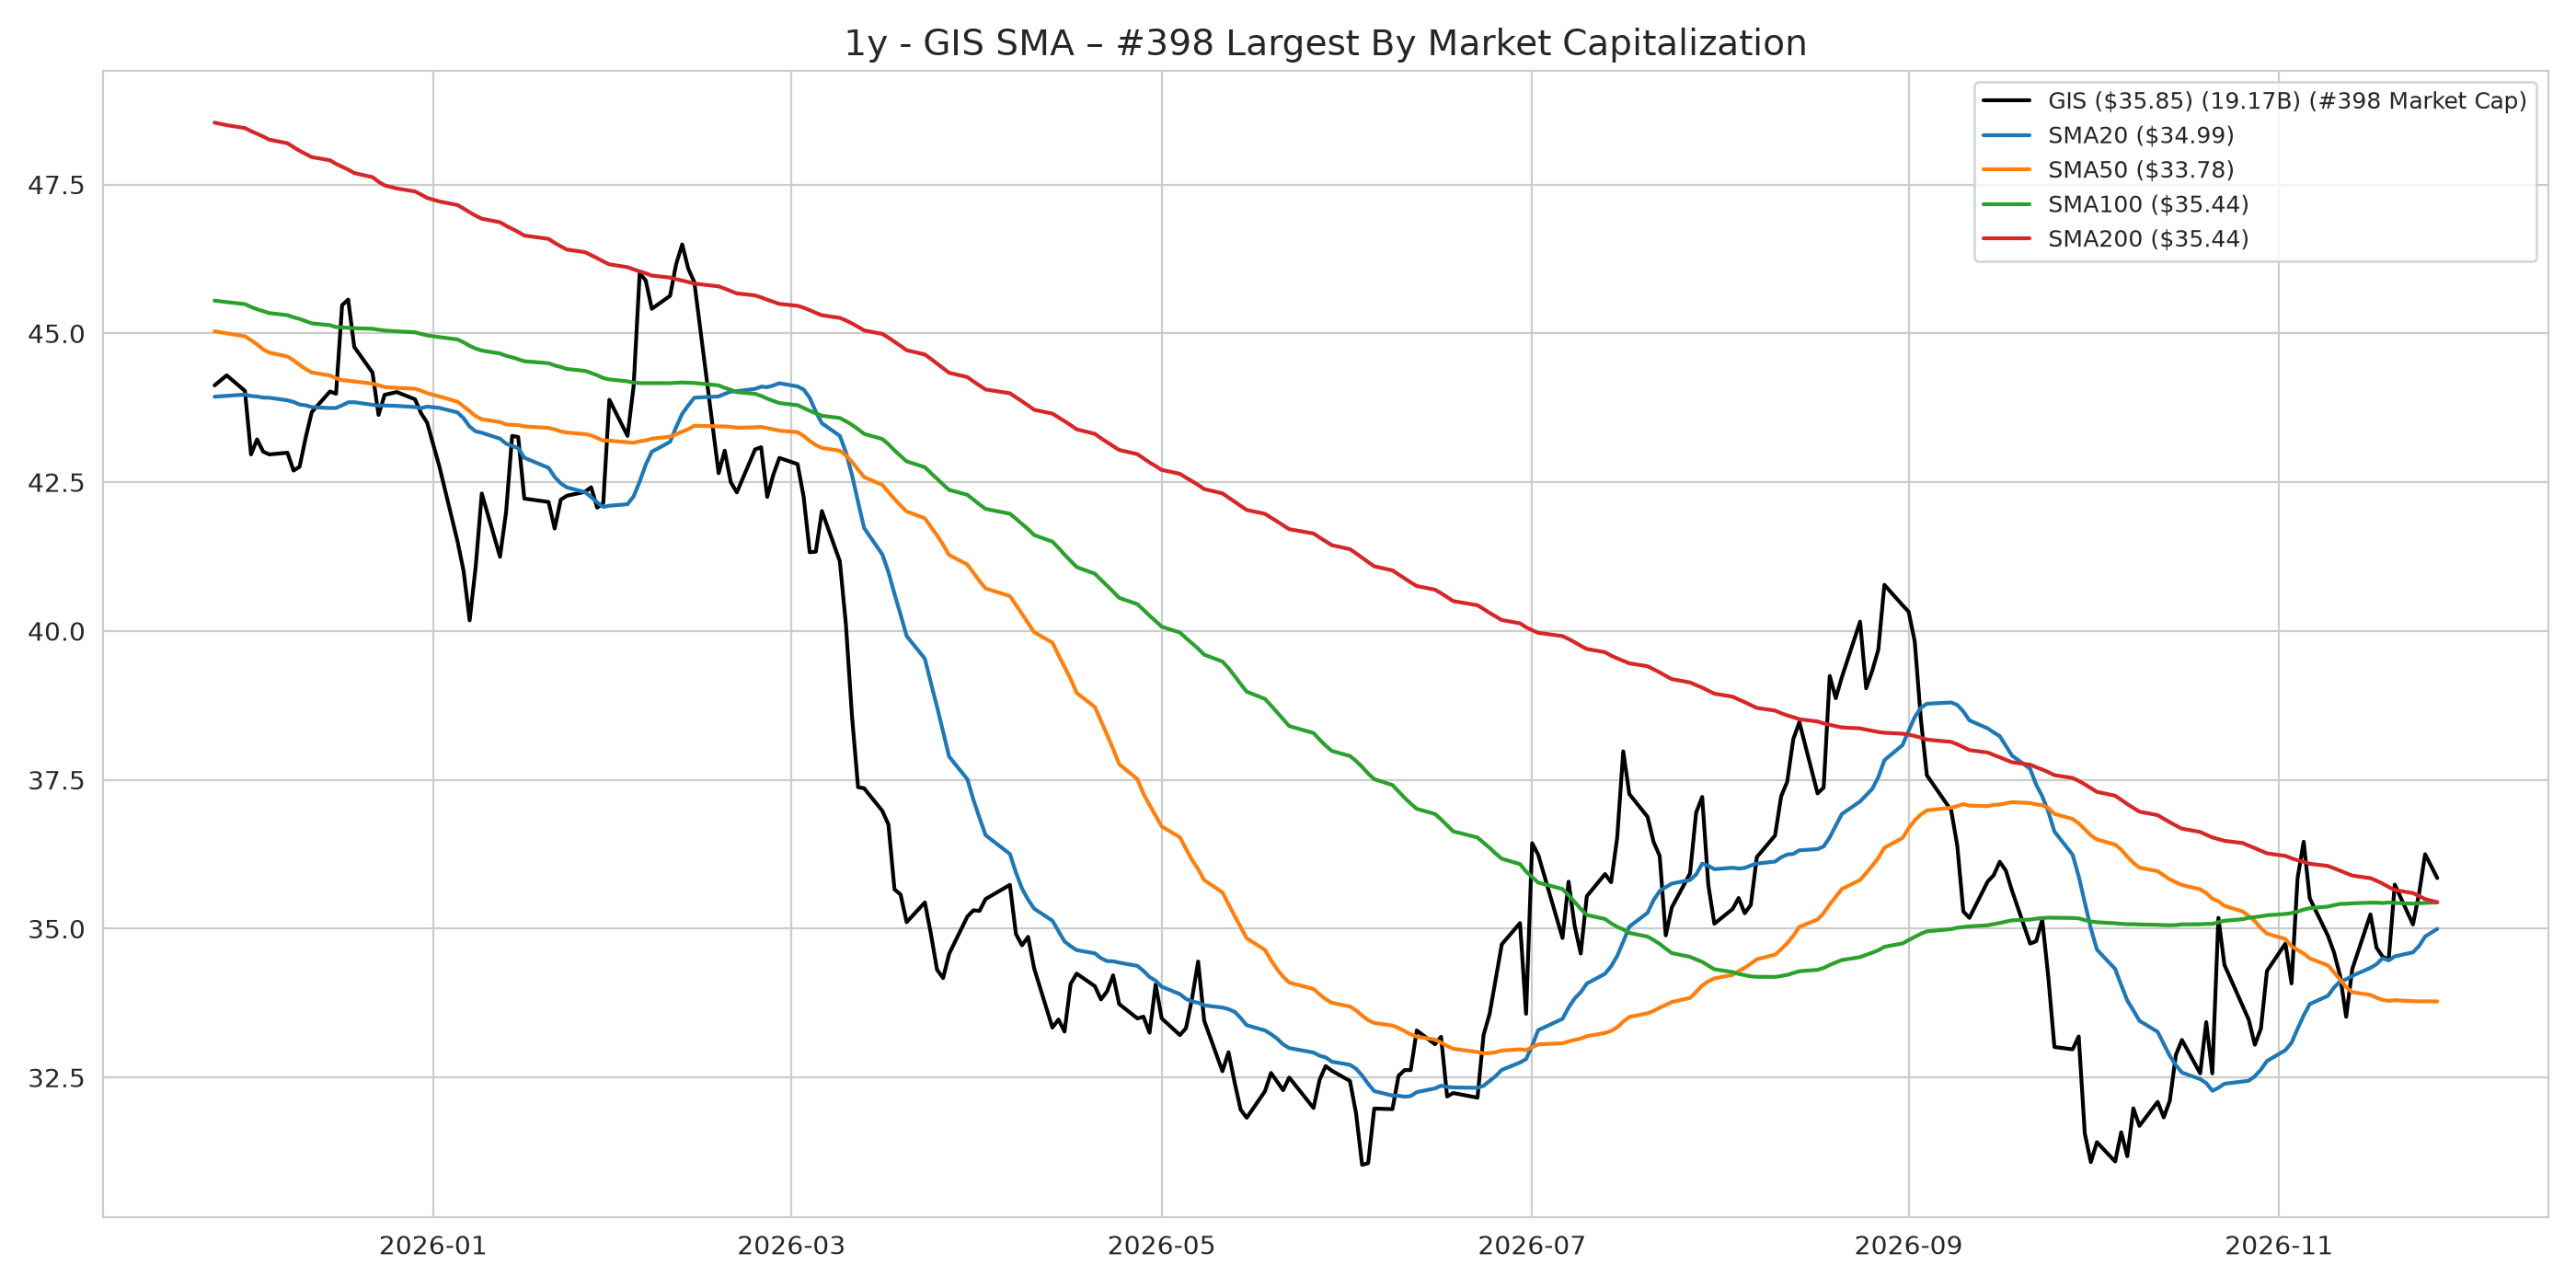 1y - GIS SMA – #398 Largest By Market Capitalization
GIS ($35.85) (19.17B) (#398 Market Cap)
SMA20 ($34.99)
SMA50 ($33.78)
SMA100 ($35.44)
SMA200 ($35.44)
47.5
45.0
42.5
40.0
37.5
35.0
32.5
2026-01
2026-03
2026-05
2026-07
2026-09
2026-11